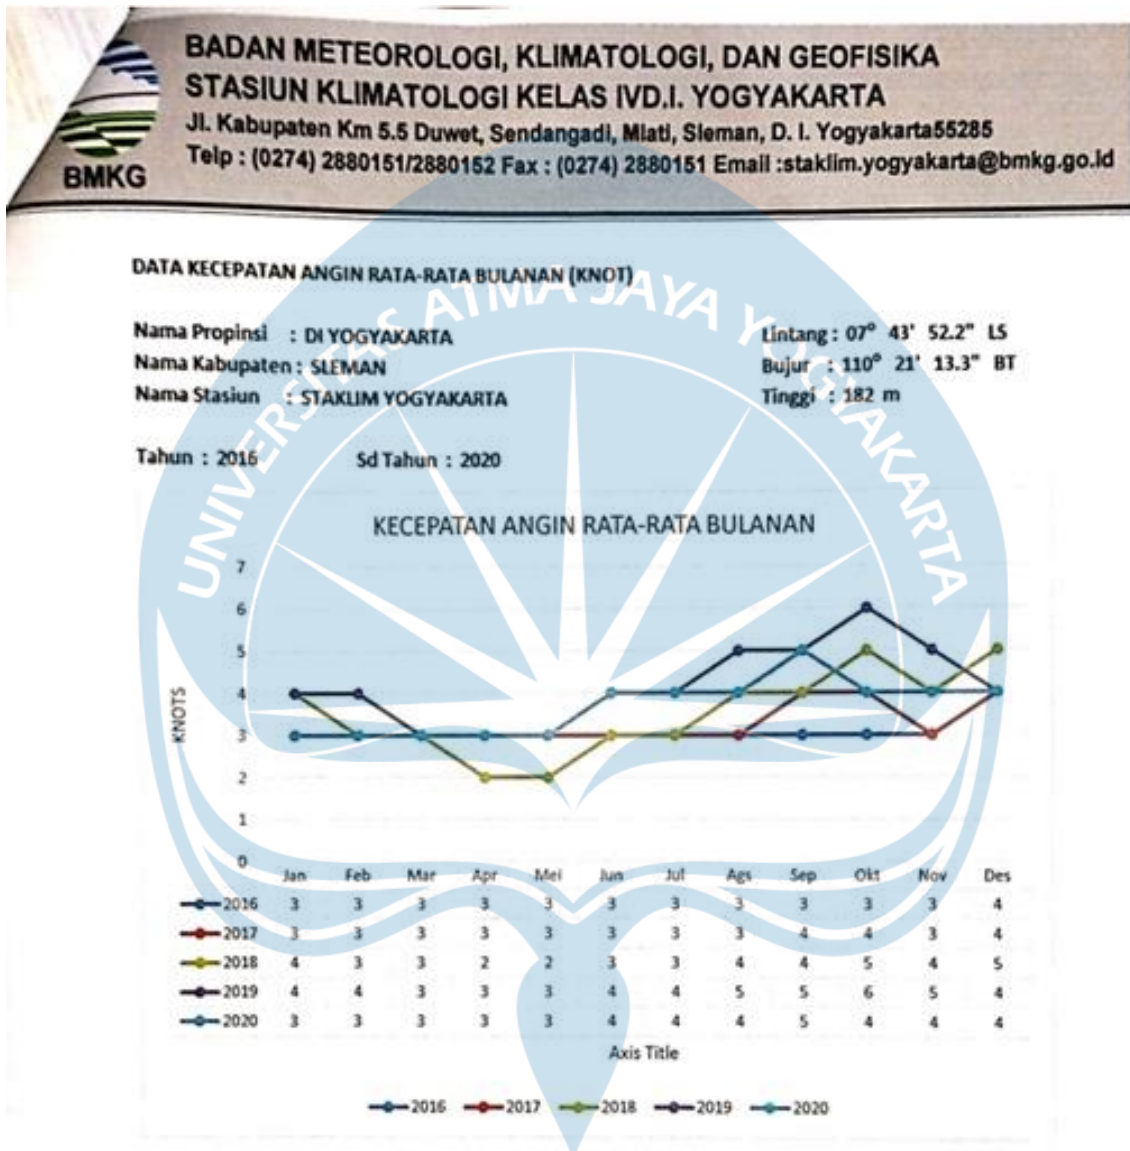 BADAN METEOROLOGI, KLIMATOLOGI, DAN GEOFISIKA
STASIUN KLIMATOLOGI KELAS IVD.I. YOGYAKARTA
Jl. Kabupaten Km 5.5 Duwet, Sendangadi, Mlati, Sleman, D. I. Yogyakarta55285
Telp : (0274) 2880151/2880152 Fax : (0274) 2880151 Email :staklim.yogyakarta@bmkg.go.id
BMKG
DATA KECEPATAN ANGIN RATA-RATA BULANAN (KNOT)
UNIVERSITAS ATMA JAYA YOGYAKARTA
Nama Propinsi : DI YOGYAKARTA Lintang : 07° 43' 52.2" LS
Nama Kabupaten : SLEMAN Bujur : 110° 21' 13.3" BT
Nama Stasiun : STAKLIM YOGYAKARTA Tinggi : 182 m
Tahun : 2016 Sd Tahun : 2020
KECEPATAN ANGIN RATA-RATA BULANAN
7
6
5
4
3
2
1
0
KNOTS
Jan Feb Mar Apr Mei Jun Jul Ags Sep Okt Nov Des
2016 3 3 3 3 3 3 3 3 3 3 3 4
2017 3 3 3 3 3 3 3 3 4 4 3 4
2018 4 3 3 2 2 3 3 4 4 5 4 5
2019 4 4 3 3 3 4 4 5 5 6 5 4
2020 3 3 3 3 3 4 4 4 5 4 4 4
Axis Title
2016 2017 2018 2019 2020